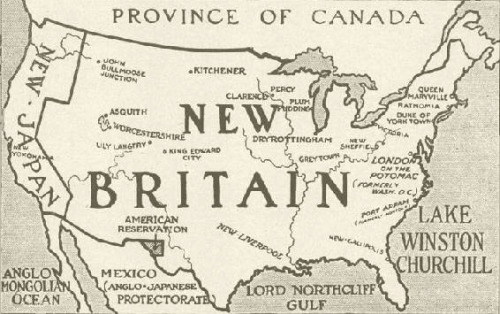 PROVINCE OF CANADA
NEW-JAPAN
JOHN
BULLMOOSE
JUNCTION
KITCHENER
CLARENCE
PERCY
PLUM
PUDDING
QUEEN
MARYVILLE
DUKE OF
YORKTOWN
VICTORIA
ASQUITH
WORCESTERSHIRE
LILY LANGTRY
NEW
KING EDWARD
CITY
DRYROTTINGHAM
GREYTOWN
NEW
SHEFFIELD
LONDON
ON THE
POTOMAC
(FORMERLY
WASH. D.C.)
NEW
YOKOHAMA
BRITAIN
PORT
AMERICAN
RESERVATION
NEW LIVERPOOL
NEW-GALLIPOLIS
LAKE
WINSTON
CHURCHILL
ANGLO
MONGOLIAN
OCEAN
MEXICO
(ANGLO-JAPANESE
PROTECTORATE)
LORD NORTHCLIFF
GULF